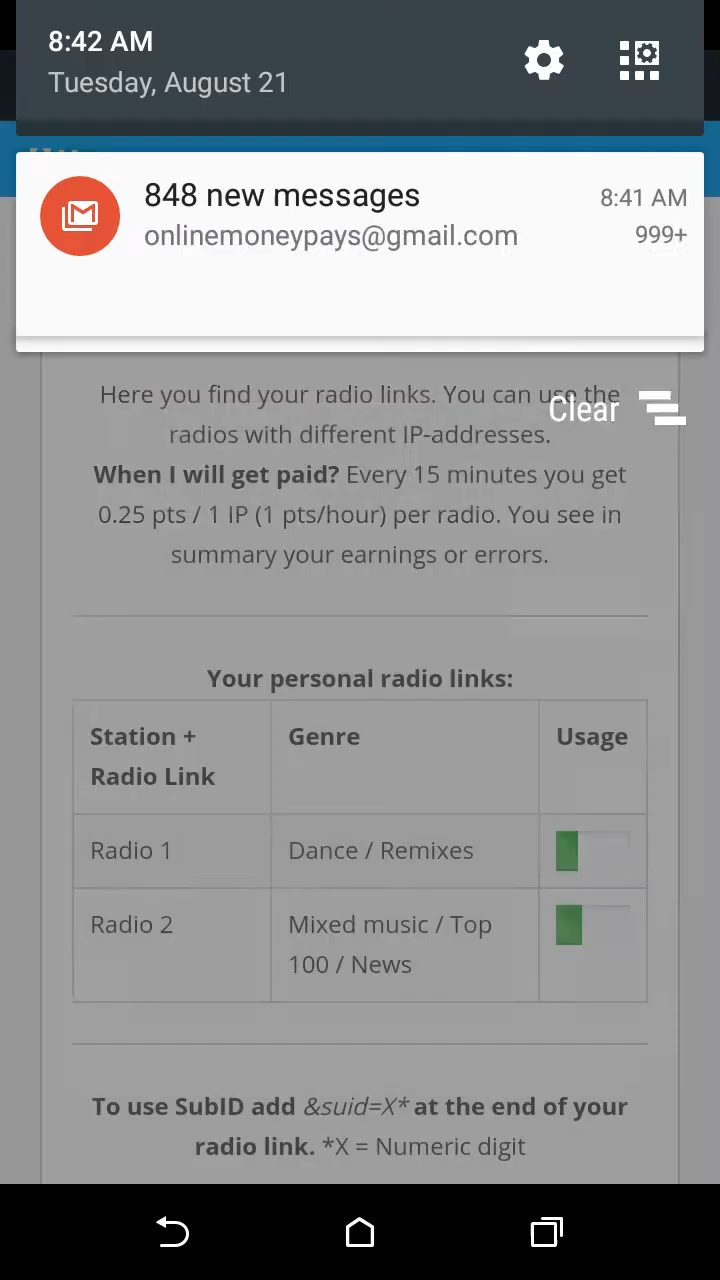 8:42 AM
Tuesday, August 21
848 new messages
8:41 AM
onlinemoneypays@gmail.com
999+
Here you find your radio links. You can use the
Clear
radios with different IP-addresses.
When I will get paid? Every 15 minutes you get
0.25 pts / 1 IP (1 pts/hour) per radio. You see in
summary your earnings or errors.
Your personal radio links:
Station +
Radio Link
Genre
Usage
Radio 1
Dance / Remixes
Radio 2
Mixed music / Top
100 / News
To use SubID add &suid=X* at the end of your
radio link. *X = Numeric digit